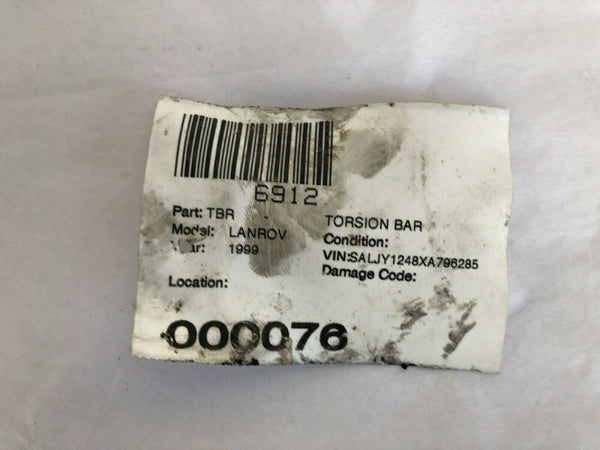 6912
Part: TBR TORSION BAR
Model: LANROV Condition:
1999 VIN:SALJY1248XA796285
Damage Code:
Location:
000076